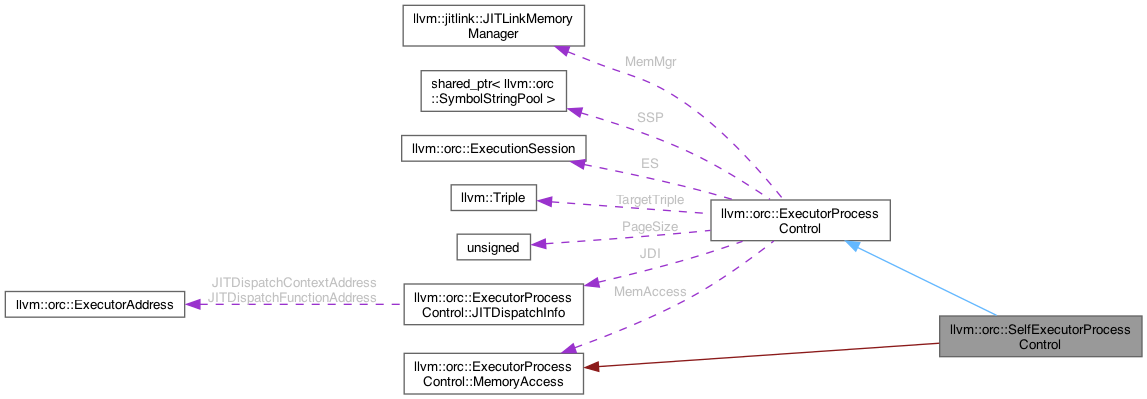 llvm::jitlink::JITLinkMemory
Manager
MemMgr
shared_ptr< llvm::orc
::SymbolStringPool >
SSP
llvm::orc::ExecutionSession
ES
llvm::Triple
TargetTriple
llvm::orc::ExecutorProcess
Control
unsigned
PageSize
JDI
JITDispatchContextAddress
JITDispatchFunctionAddress
llvm::orc::ExecutorAddress
llvm::orc::ExecutorProcess
Control::JITDispatchInfo
MemAccess
llvm::orc::SelfExecutorProcess
Control
llvm::orc::ExecutorProcess
Control::MemoryAccess